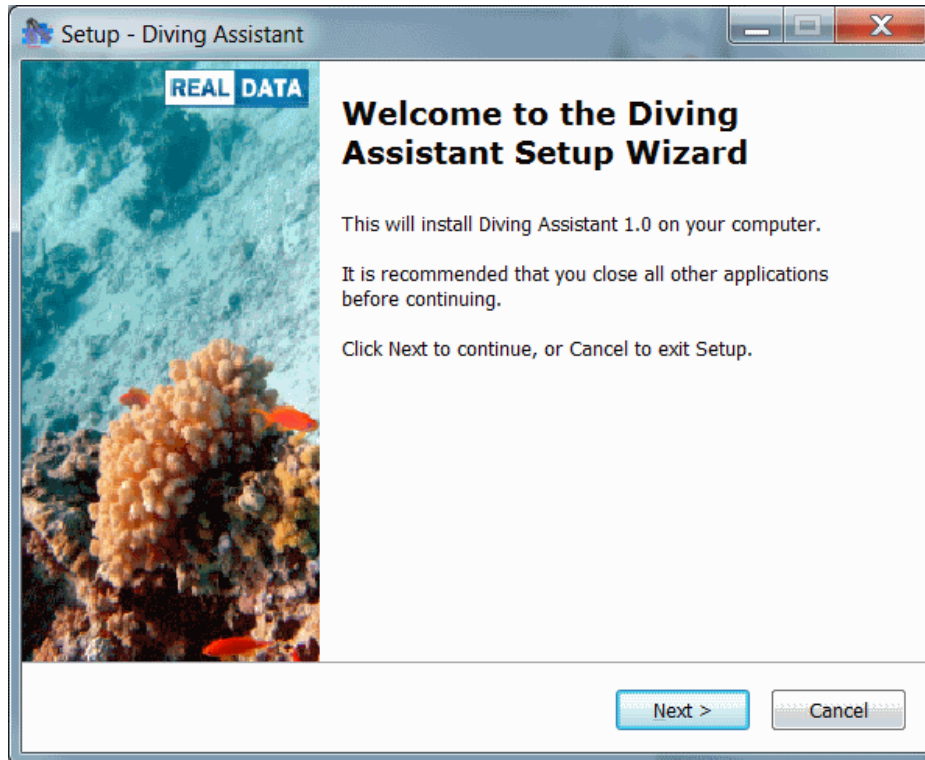 Setup - Diving Assistant
REAL DATA
Welcome to the Diving
Assistant Setup Wizard
This will install Diving Assistant 1.0 on your computer.
It is recommended that you close all other applications
before continuing.
Click Next to continue, or Cancel to exit Setup.
Next >
Cancel